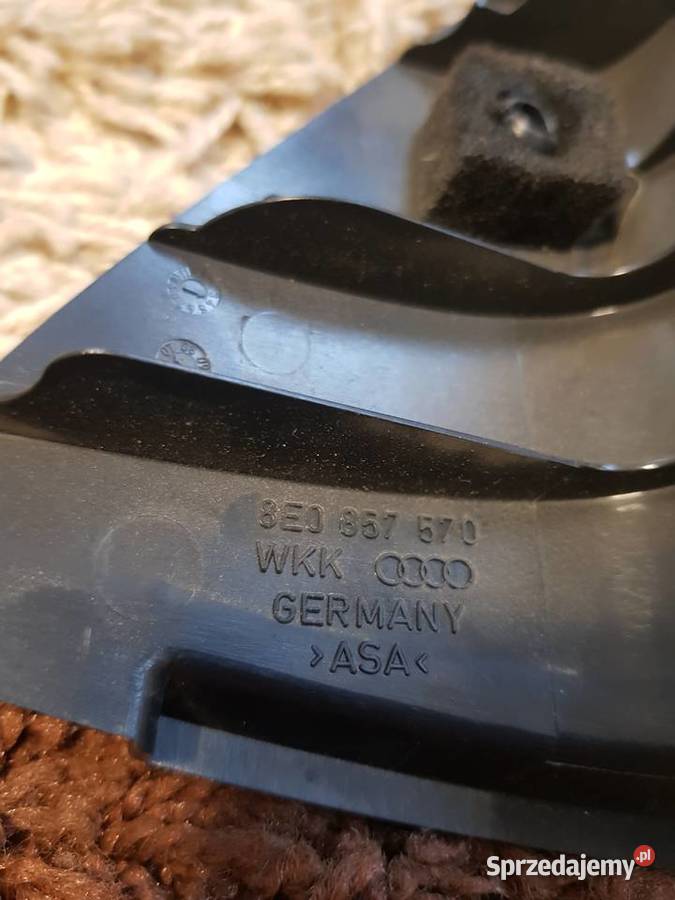 8E0 857 570
WKK
GERMANY
>ASA<
Sprzedajemy.pl